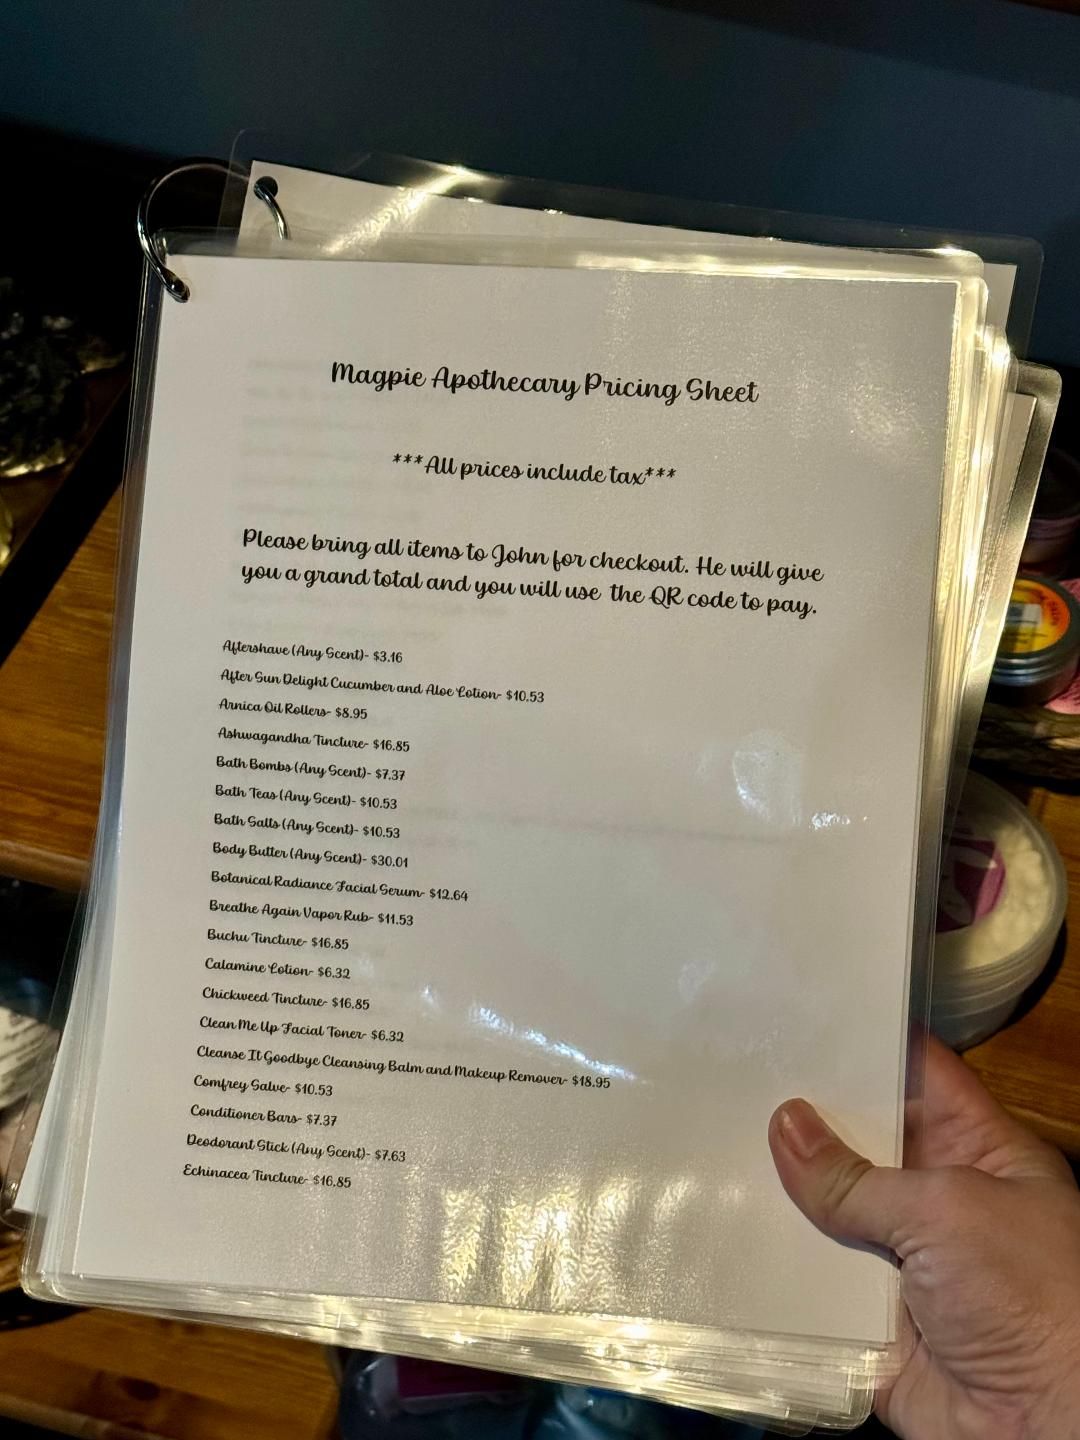 Magpie Apothecary Pricing Sheet
***All prices include tax***
Please bring all items to John for checkout. He will give
you a grand total and you will use the QR code to pay.
Aftershave (Any Scent)- $3.16
After Sun Delight Cucumber and Aloe Lotion- $10.53
Arnica Oil Rollers- $8.95
Ashwagandha Tincture- $16.85
Bath Bombs (Any Scent)- $7.37
Bath Teas (Any Scent)- $10.53
Bath Salts (Any Scent)- $10.53
Body Butter (Any Scent)- $30.01
Botanical Radiance Facial Serum- $12.64
Breathe Again Vapor Rub- $11.53
Buchu Tincture- $16.85
Calamine Lotion- $6.32
Chickweed Tincture- $16.85
Clean Me Up Facial Toner- $6.32
Cleanse It Goodbye Cleansing Balm and Makeup Remover- $18.95
Comfrey Salve- $10.53
Conditioner Bars- $7.37
Deodorant Stick (Any Scent)- $7.63
Echinacea Tincture- $16.85